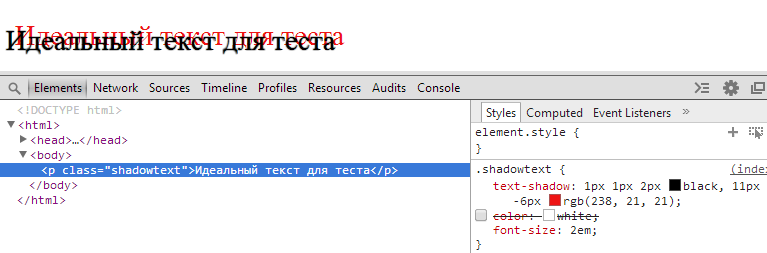 Идеальный текст для теста
Elements Network Sources Timeline Profiles Resources Audits Console
<!DOCTYPE html>
<html>
<head>…</head>
<body>
<p class="shadowtext">Идеальный текст для теста</p>
</body>
</html>
Styles Computed Event Listeners »
element.style {
}
.shadowtext { (inde
text-shadow: 1px 1px 2px black, 11px
-6px rgb(238, 21, 21);
color: white;
font-size: 2em;
}